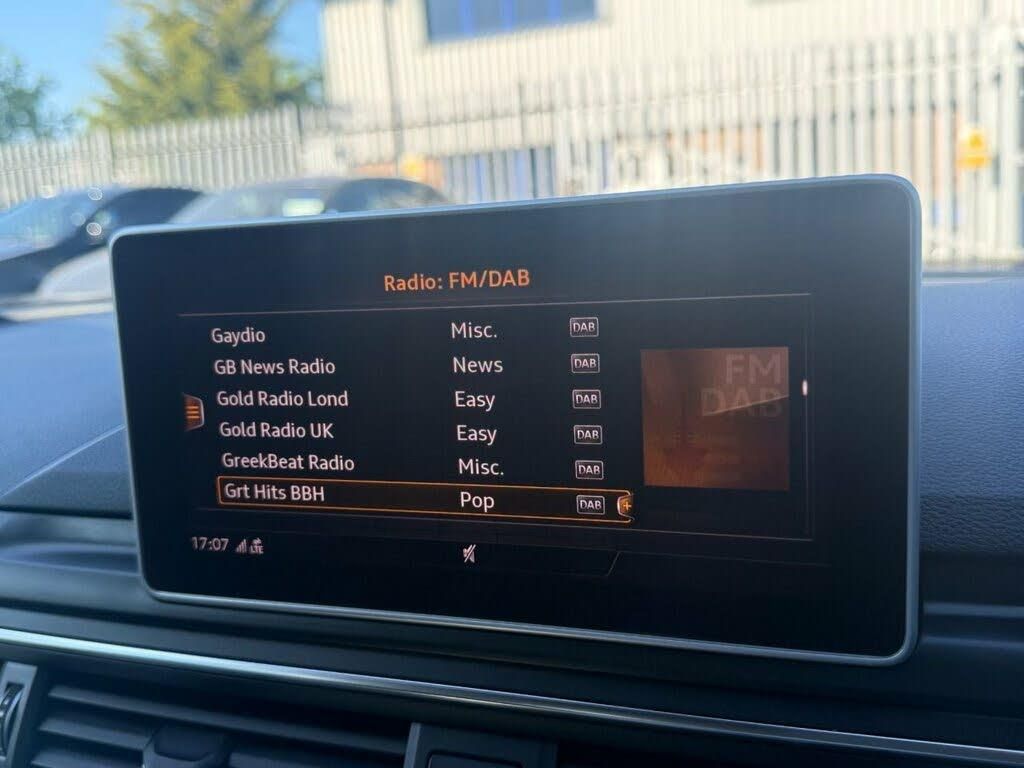 Radio: FM/DAB
Gaydio Misc. DAB
GB News Radio News DAB
Gold Radio Lond Easy DAB
Gold Radio UK Easy DAB
GreekBeat Radio Misc. DAB
Grt Hits BBH Pop DAB
FM
DAB
17:07 LTE